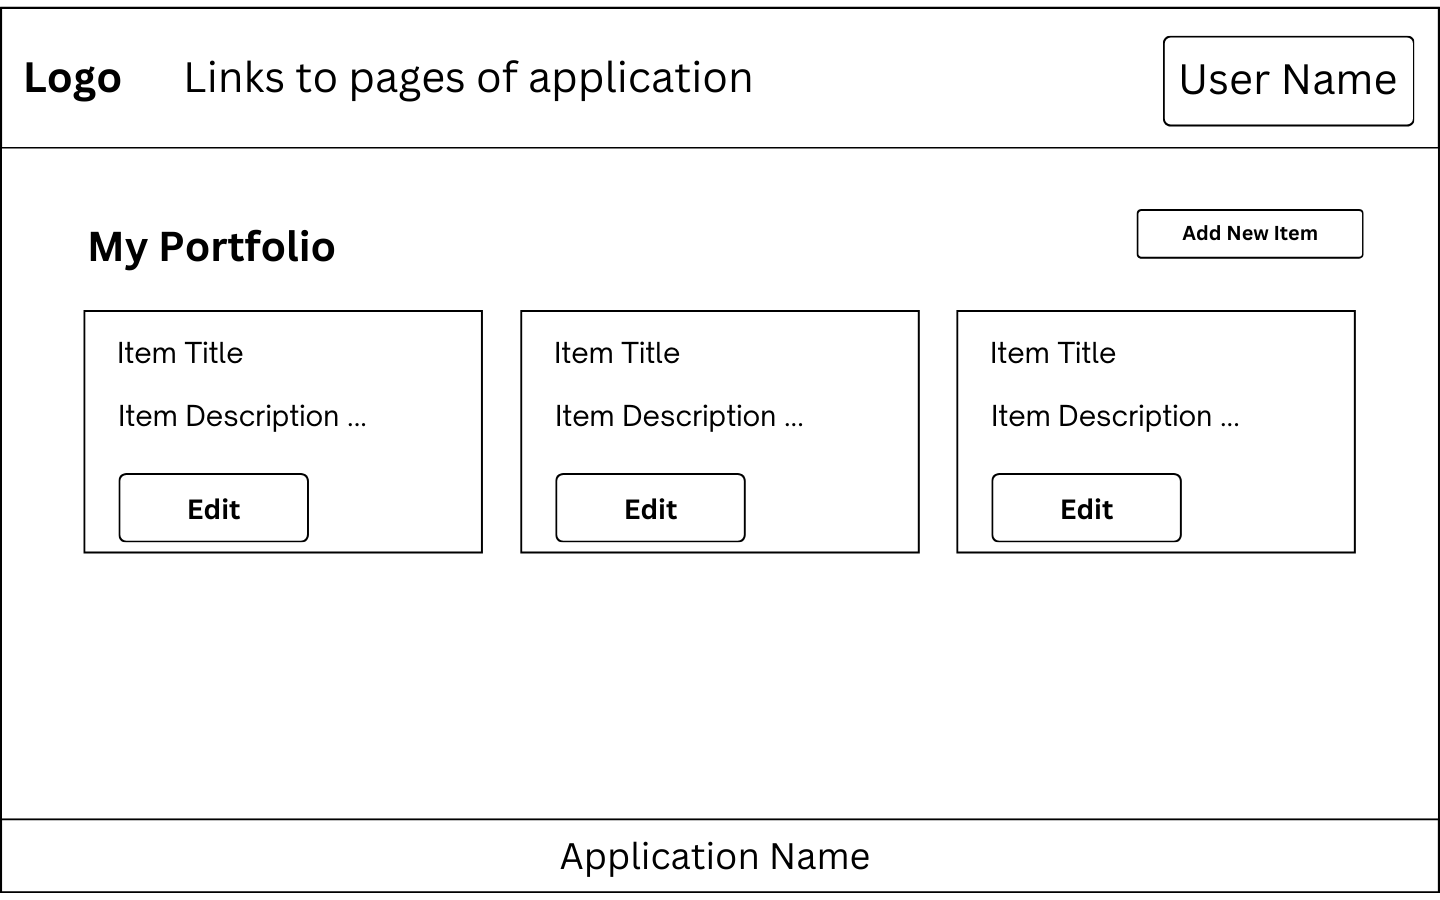 Logo
Links to pages of application
User Name
My Portfolio
Add New Item
Item Title
Item Description ...
Edit
Item Title
Item Description ...
Edit
Item Title
Item Description ...
Edit
Application Name